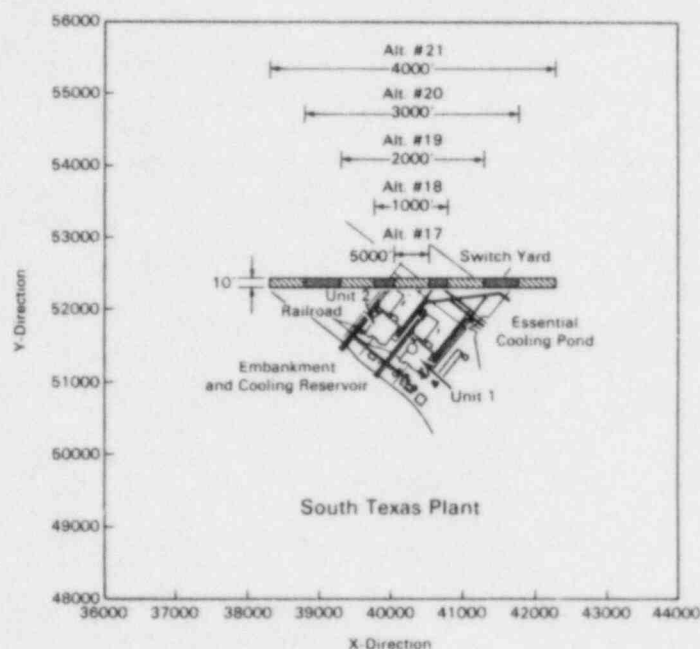 56000
Alt. #21
4000'
55000
Alt. #20
3000'
Alt. #19
54000
2000'
Alt. #18
1000'
53000
Alt. #17
5000'
Switch Yard
10'
Unit 2
52000
Railroad
Essential
Cooling Pond
Embankment
and Cooling Reservoir
51000
Unit 1
50000
South Texas Plant
49000
48000
36000 37000 38000 39000 40000 41000 42000 43000 44000
X-Direction
Y-Direction